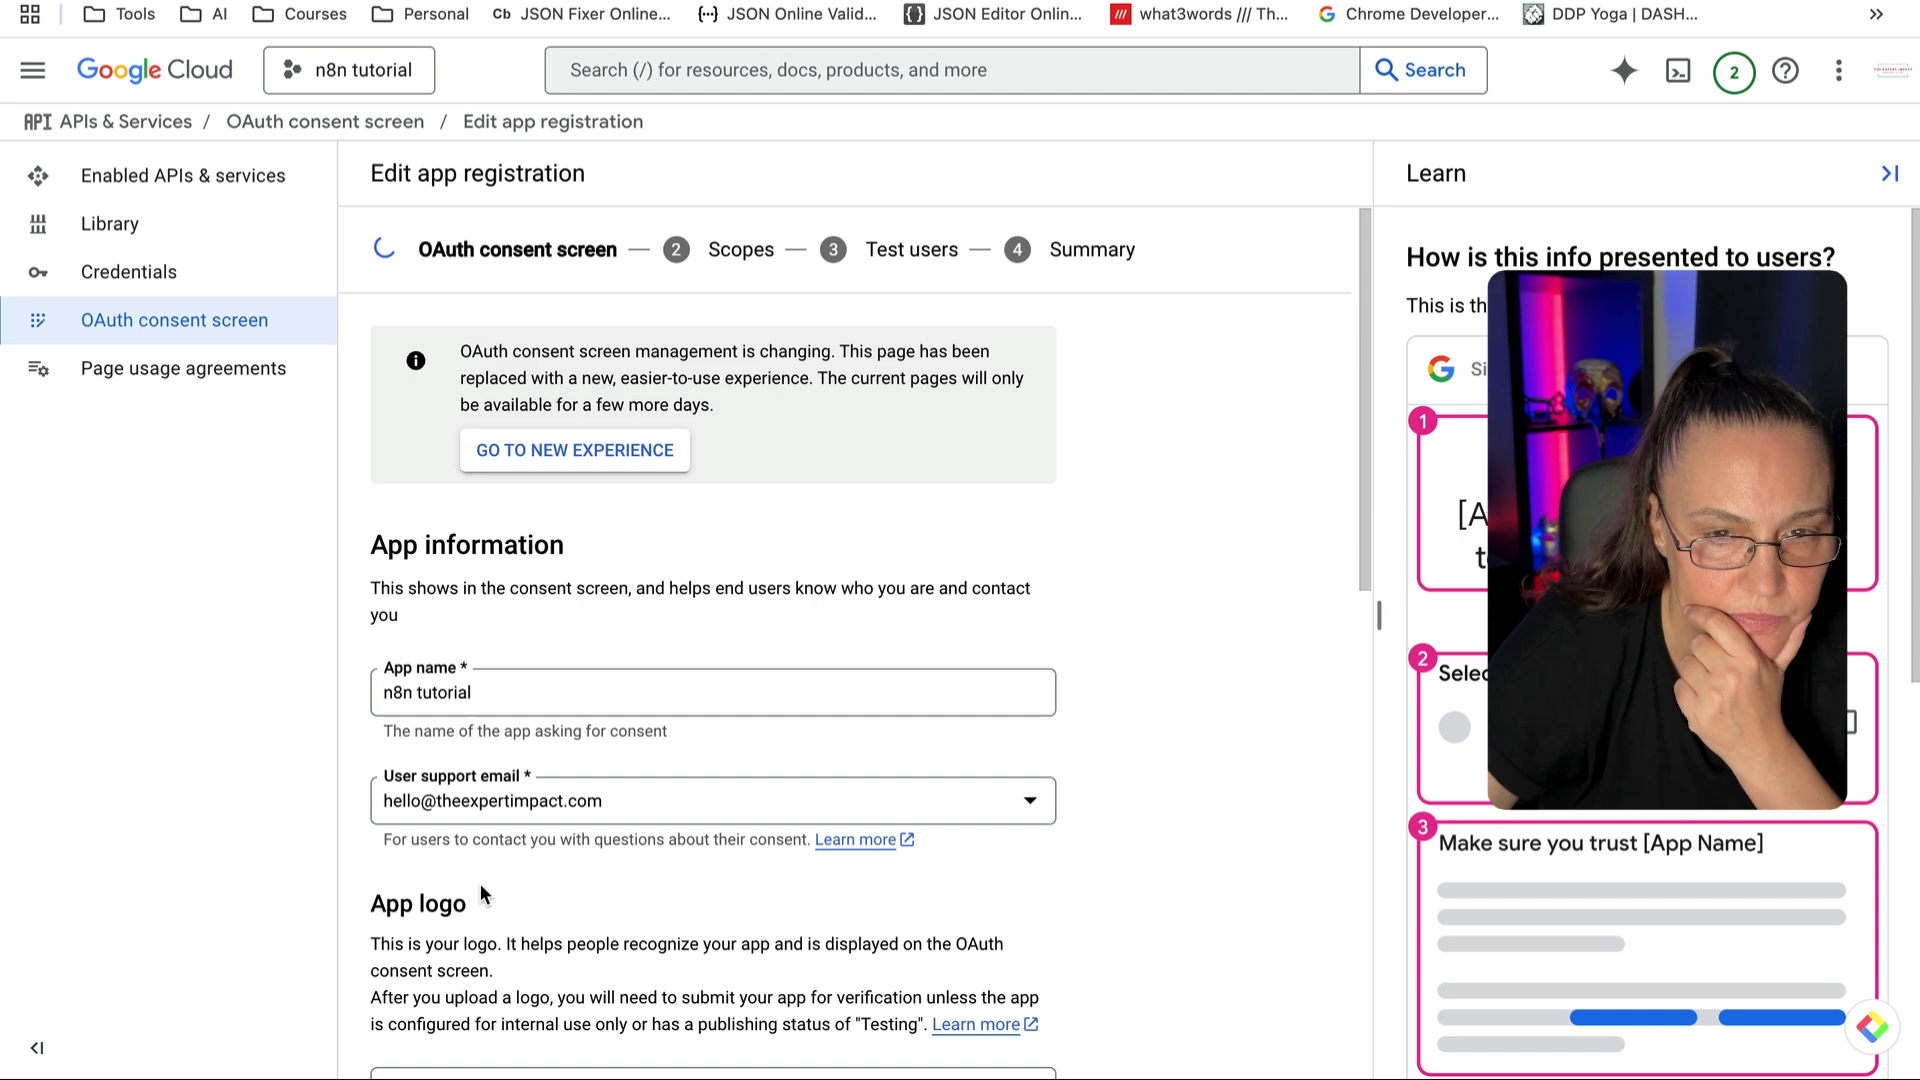 Tools
AI
Courses
Personal
Cb JSON Fixer Online...
JSON Online Valid...
JSON Editor Onlin...
what3words /// Th...
Chrome Developer...
DDP Yoga | DASH...
Google Cloud
n8n tutorial
Search (/) for resources, docs, products, and more
Search
2
API APIs & Services / OAuth consent screen / Edit app registration
Enabled APIs & services
Library
Credentials
OAuth consent screen
Page usage agreements
Edit app registration
OAuth consent screen — 2 Scopes — 3 Test users — 4 Summary
OAuth consent screen management is changing. This page has been
replaced with a new, easier-to-use experience. The current pages will only
be available for a few more days.
GO TO NEW EXPERIENCE
App information
This shows in the consent screen, and helps end users know who you are and contact
you
App name *
n8n tutorial
The name of the app asking for consent
User support email *
hello@theexpertimpact.com
For users to contact you with questions about their consent. Learn more
App logo
This is your logo. It helps people recognize your app and is displayed on the OAuth
consent screen.
After you upload a logo, you will need to submit your app for verification unless the app
is configured for internal use only or has a publishing status of "Testing". Learn more
Learn
How is this info presented to users?
This is th
Si
1
[A
t
2
Selec
3
Make sure you trust [App Name]